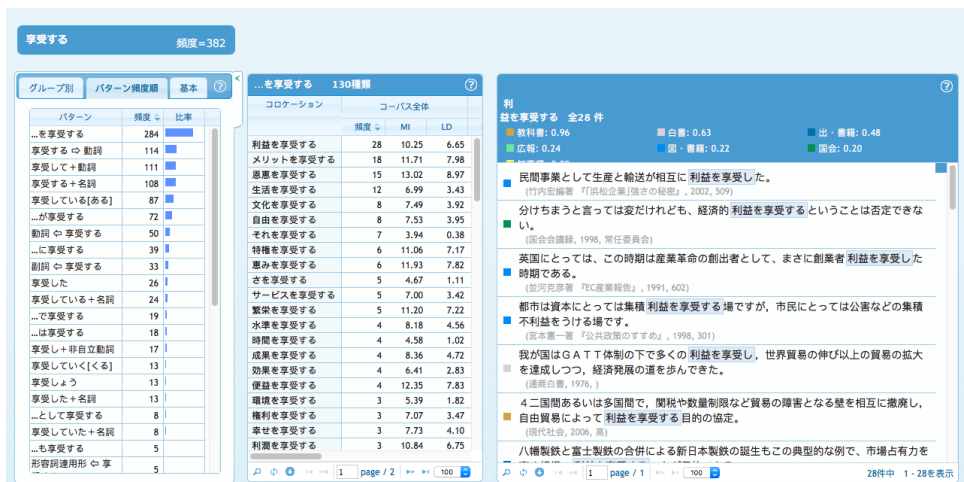 享受する 頻度=382
グループ別 パターン頻度順 基本 ?
パターン 頻度 比率
...を享受する 284
享受する ⇨ 動詞 114
享受して+動詞 111
享受する+名詞 108
享受している[ある] 87
...が享受する 72
動詞 ⇦ 享受する 50
...に享受する 39
副詞 ⇦ 享受する 33
享受した 26
享受している+名詞 24
...で享受する 19
...は享受する 18
享受し+非自立動詞 17
享受していく[くる] 13
享受しよう 13
享受した+名詞 13
...として享受する 8
享受していた+名詞 8
...も享受する 5
形容詞連用形 ⇦ 享 5
...を享受する 130種類 ?
コロケーション コーパス全体
頻度 MI LD
利益を享受する 28 10.25 6.65
メリットを享受する 18 11.71 7.98
恩恵を享受する 15 13.02 8.97
生活を享受する 12 6.99 3.43
文化を享受する 8 7.49 3.92
自由を享受する 8 7.53 3.95
それを享受する 7 3.94 0.38
特権を享受する 6 11.06 7.17
恵みを享受する 6 11.93 7.82
さを享受する 5 4.67 1.11
サービスを享受する 5 7.00 3.42
繁栄を享受する 5 11.20 7.22
水準を享受する 4 8.18 4.56
時間を享受する 4 4.58 1.02
成果を享受する 4 8.36 4.72
効果を享受する 4 6.41 2.83
便益を享受する 4 12.35 7.83
環境を享受する 3 5.39 1.82
権利を享受する 3 7.07 3.47
幸せを享受する 3 7.73 4.10
利潤を享受する 3 10.84 6.75
1 page / 2 100
?
利
益を享受する 全28 件
教科書: 0.96 白書: 0.63 出・書籍: 0.48
広報: 0.24 図・書籍: 0.22 国会: 0.20
民間事業として生産と輸送が相互に 利益を享受した。
(竹内宏編著 『「浜松企業」強さの秘密』, 2002, 509)
分けちまうと言っては変だけれども、経済的 利益を享受する ということは否定できな
い。
(国会会議録, 1998, 常任委員会)
英国にとっては、この時期は産業革命の創出者として、まさに創業者 利益を享受した
時期である。
(並河克彦著 『EC産業報告』, 1991, 602)
都市は資本にとっては集積 利益を享受する 場ですが，市民にとっては公害などの集積
不利益をうける場です。
(宮本憲一著 『公共政策のすすめ』, 1998, 301)
我が国はＧＡＴＴ体制の下で多くの 利益を享受し，世界貿易の伸び以上の貿易の拡大
を達成しつつ，経済発展の道を歩んできた。
(通商白書, 1976, )
４二国間あるいは多国間で，関税や数量制限など貿易の障害となる壁を相互に撤廃し，
自由貿易によって 利益を享受する 目的の協定。
(現代社会, 2006, 高)
八幡製鉄と富士製鉄の合併による新日本製鉄の誕生もこの典型的な例で、市場占有力を
1 page / 1 100 28件中 1 - 28を表示